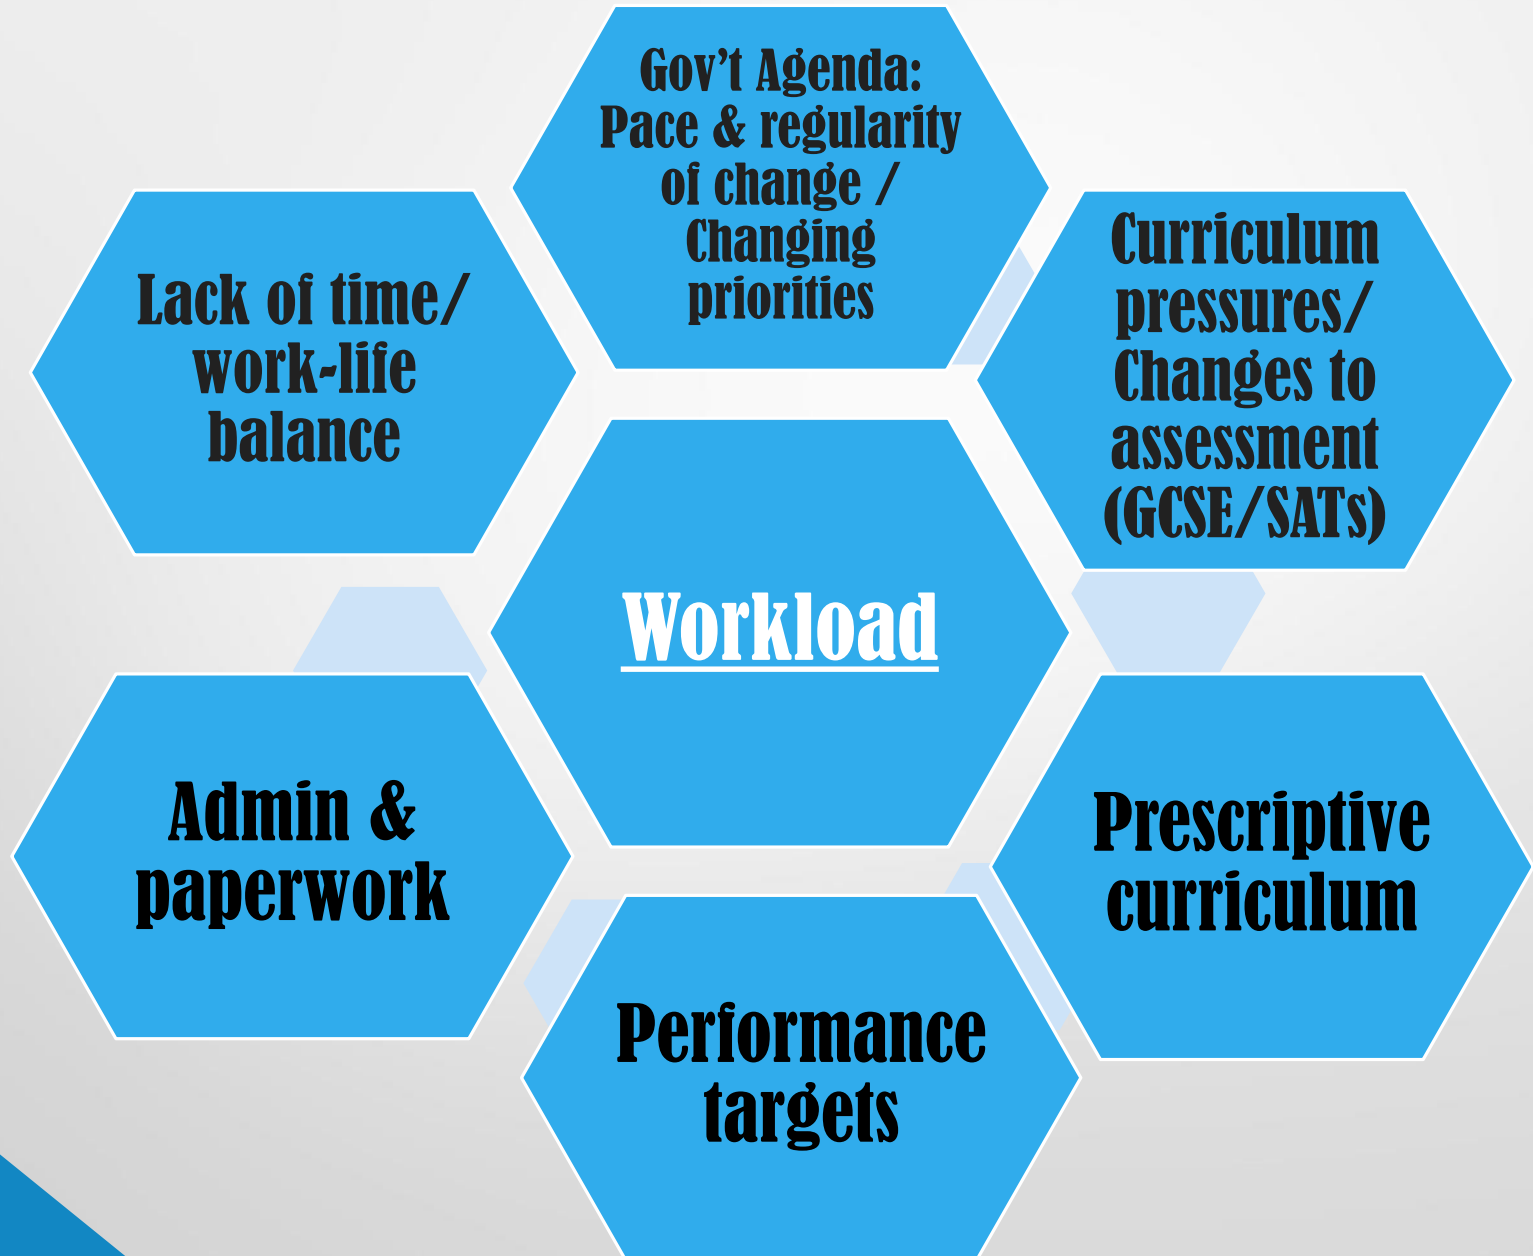 Gov't Agenda:
Pace & regularity
of change /
Changing
priorities
Curriculum
pressures/
Changes to
assessment
(GCSE/SATs)
Lack of time/
work-life
balance
Workload
Admin &
paperwork
Prescriptive
curriculum
Performance
targets